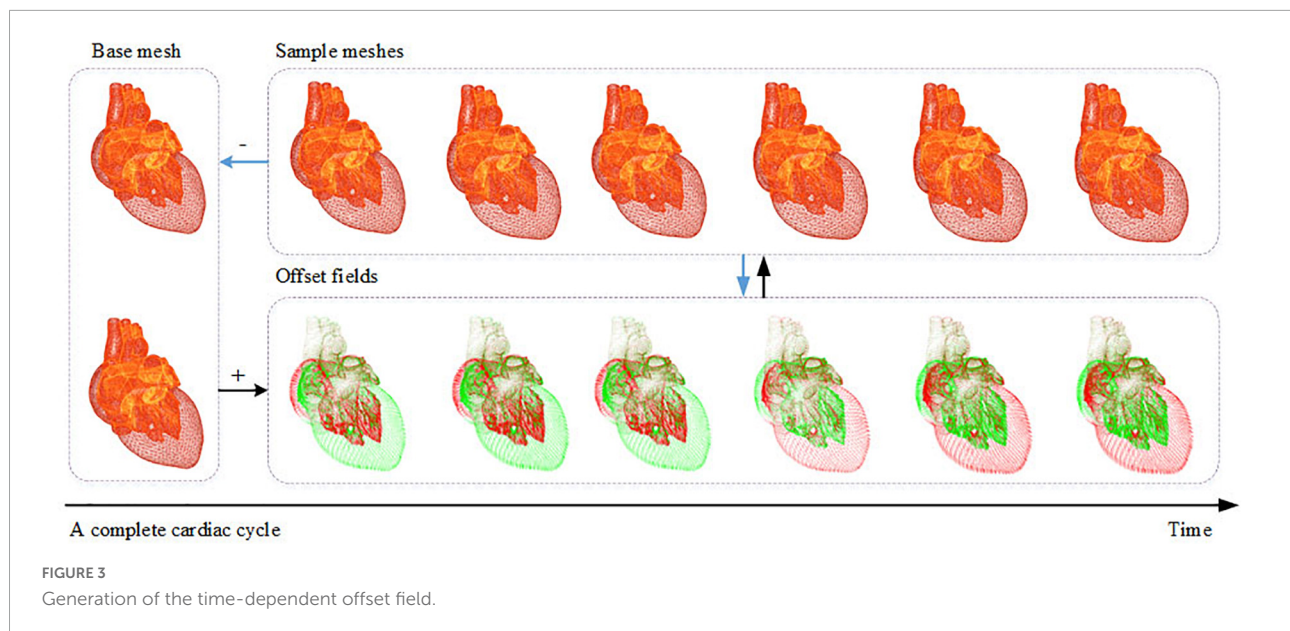 Base mesh
Sample meshes
-
Offset fields
+
A complete cardiac cycle
Time
FIGURE 3
Generation of the time-dependent offset field.